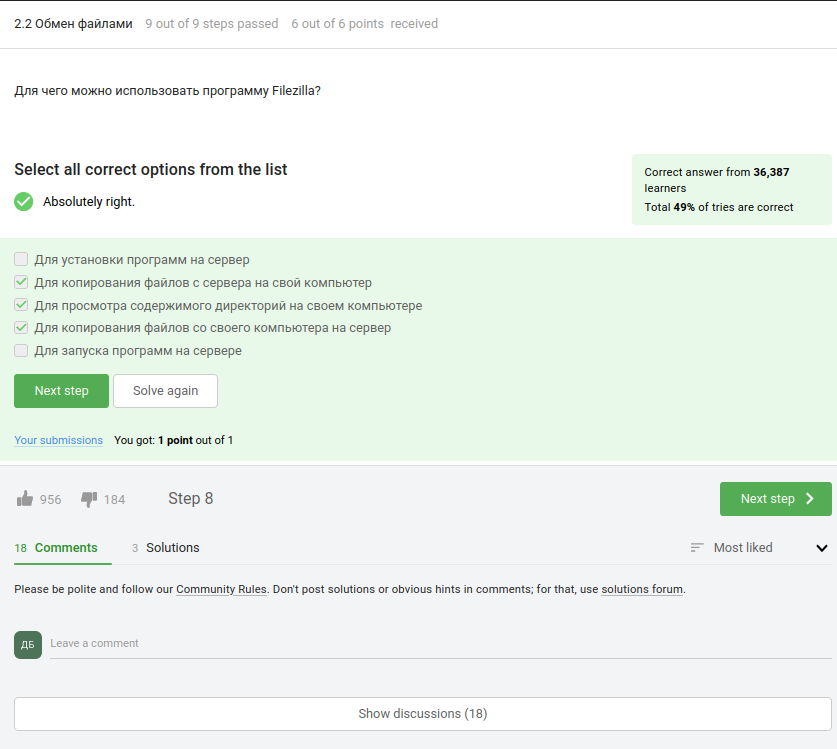 2.2 Обмен файлами 9 out of 9 steps passed 6 out of 6 points received
Для чего можно использовать программу Filezilla?
Select all correct options from the list
Absolutely right.
Correct answer from 36,387
learners
Total 49% of tries are correct
Для установки программ на сервер
Для копирования файлов с сервера на свой компьютер
Для просмотра содержимого директорий на своем компьютере
Для копирования файлов со своего компьютера на сервер
Для запуска программ на сервере
Next step Solve again
Your submissions You got: 1 point out of 1
956 184 Step 8 Next step
18 Comments 3 Solutions Most liked
Please be polite and follow our Community Rules. Don't post solutions or obvious hints in comments; for that, use solutions forum.
ДБ Leave a comment
Show discussions (18)